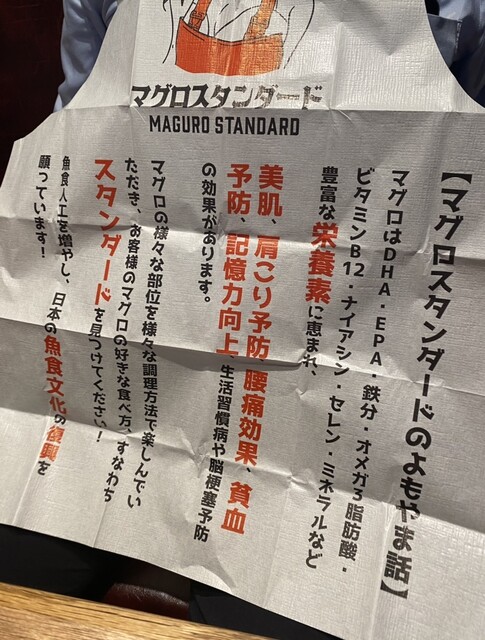 マグロスタンダード
MAGURO STANDARD
【マグロスタンダードのよもやま話】
マグロはDHA・EPA・鉄分・オメガ3脂肪酸・
ビタミンB12・ナイアシン・セレン・ミネラルなど
豊富な栄養素に恵まれ、
美肌、肩こり予防、腰痛効果、貧血
予防、記憶力向上、生活習慣病や脳梗塞予防
の効果があります。
マグロの様々な部位を様々な調理方法で楽しんでい
ただき、お客様のマグロの好きな食べ方、すなわち
スタンダードを見つけてください！
魚食人工を増やし、日本の魚食文化の復興を
願っています！